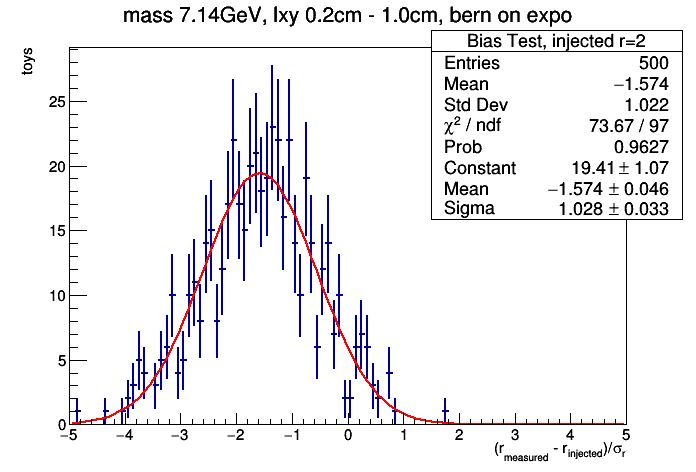 mass 7.14GeV, lxy 0.2cm - 1.0cm, bern on expo
Bias Test, injected r=2
Entries 500
Mean −1.574
Std Dev 1.022
χ² / ndf 73.67 / 97
Prob 0.9627
Constant 19.41 ± 1.07
Mean −1.574 ± 0.046
Sigma 1.028 ± 0.033
toys
25
20
15
10
5
0
−5 −4 −3 −2 −1 0 1 2 3 4 5
(r_measured - r_injected)/σ_r